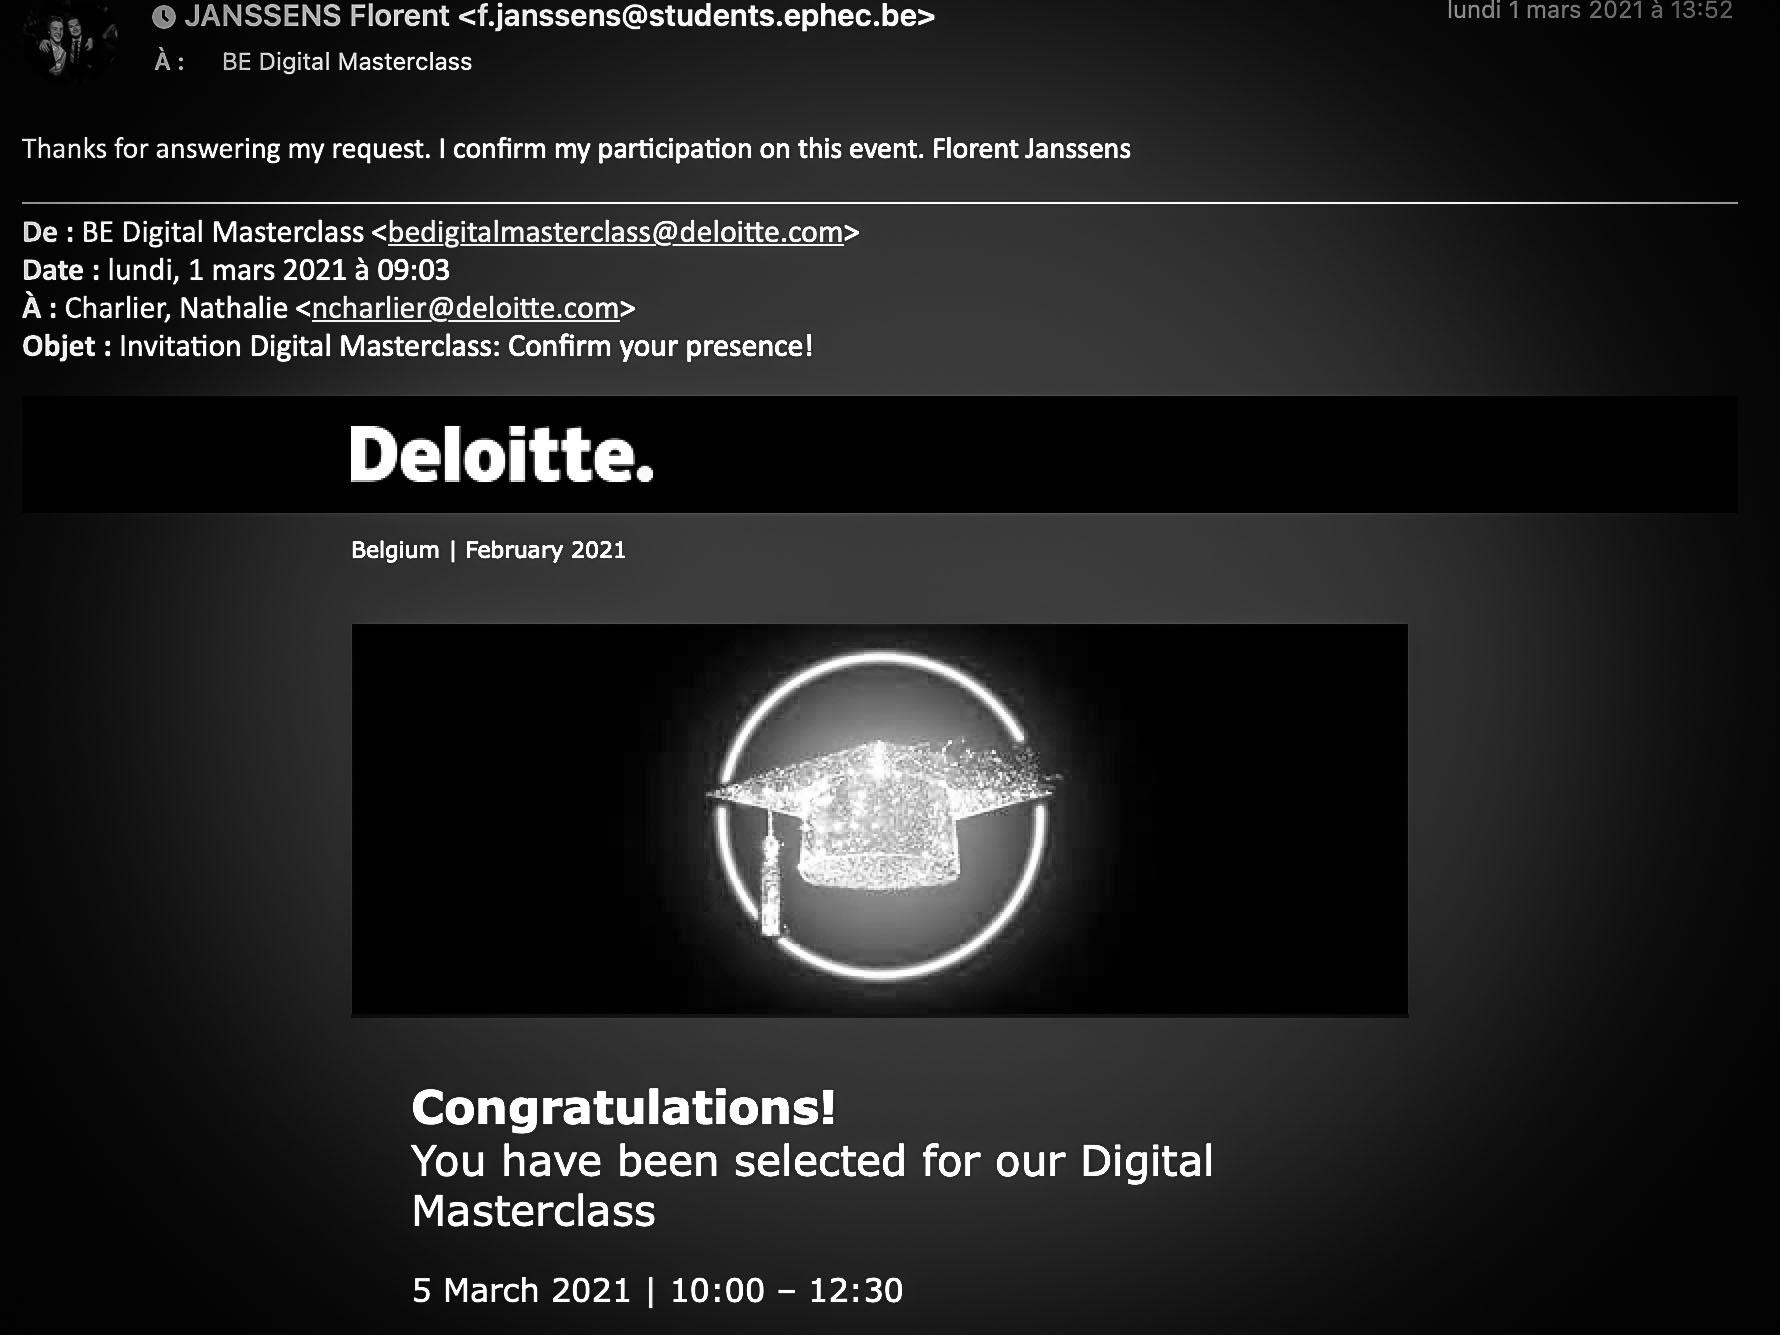 JANSSENS Florent <f.janssens@students.ephec.be>
lundi 1 mars 2021 à 13:52
À : BE Digital Masterclass
Thanks for answering my request. I confirm my participation on this event. Florent Janssens
De : BE Digital Masterclass <bedigitalmasterclass@deloitte.com>
Date : lundi, 1 mars 2021 à 09:03
À : Charlier, Nathalie <ncharlier@deloitte.com>
Objet : Invitation Digital Masterclass: Confirm your presence!
Deloitte.
Belgium | February 2021
Congratulations!
You have been selected for our Digital
Masterclass
5 March 2021 | 10:00 – 12:30